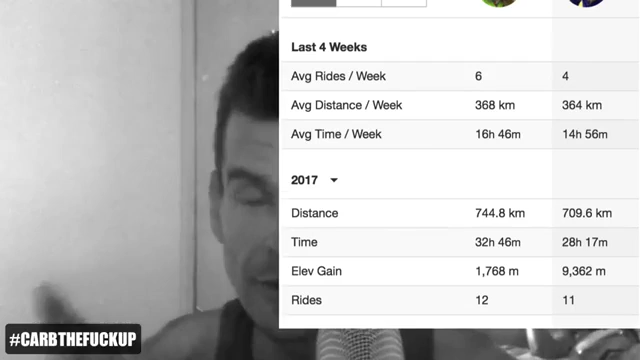 Last 4 Weeks
Avg Rides / Week 6 4
Avg Distance / Week 368 km 364 km
Avg Time / Week 16h 46m 14h 56m
2017
Distance 744.8 km 709.6 km
Time 32h 46m 28h 17m
Elev Gain 1,768 m 9,362 m
Rides 12 11
#CARBTHEFUCKUP